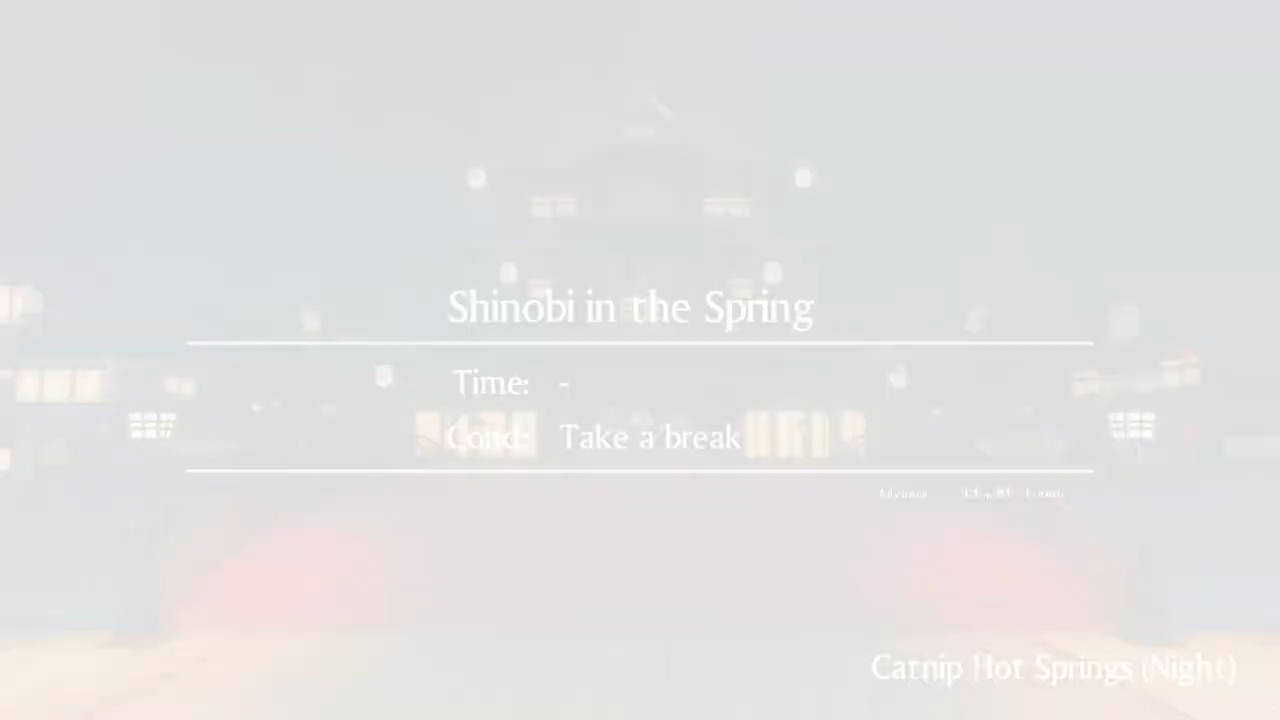 Shinobi in the Spring
Time: -
Cond: Take a break
Catnip Hot Springs (Night)